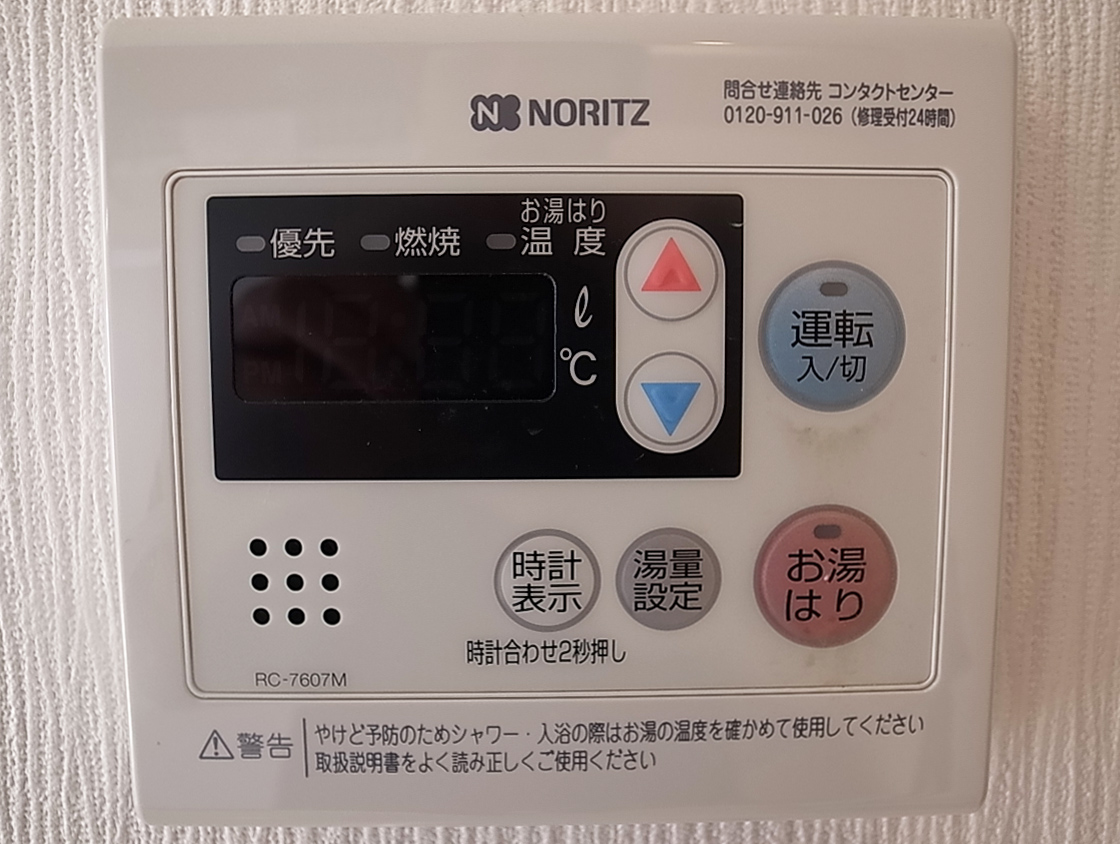 N NORITZ
問合せ連絡先 コンタクトセンター
0120-911-026（修理受付24時間）
お湯はり
優先 燃焼 温度
AM
PM
ℓ
℃
運転
入/切
時計
表示
湯量
設定
お湯
はり
時計合わせ2秒押し
RC-7607M
警告
やけど予防のためシャワー・入浴の際はお湯の温度を確かめて使用してください
取扱説明書をよく読み正しくご使用ください